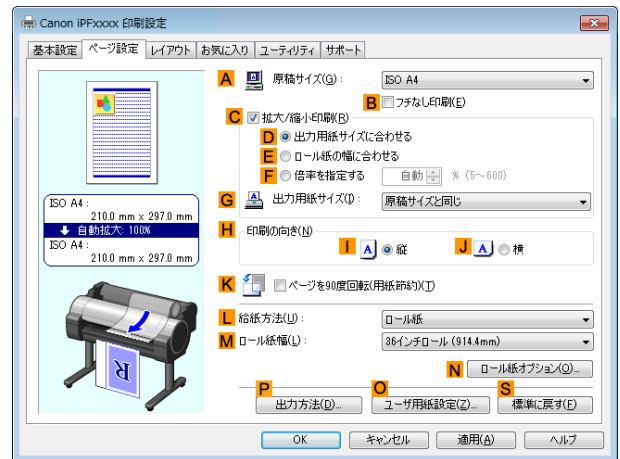 Canon iPFxxxx 印刷設定
基本設定 ページ設定 レイアウト お気に入り ユーティリティ サポート
A 原稿サイズ(G): ISO A4
B フチなし印刷(E)
C 拡大/縮小印刷(R)
D 出力用紙サイズに合わせる
E ロール紙の幅に合わせる
F 倍率を指定する 自動 % (5～600)
G 出力用紙サイズ(I): 原稿サイズと同じ
ISO A4 :
210.0 mm x 297.0 mm
自動拡大: 100%
ISO A4 :
210.0 mm x 297.0 mm
H 印刷の向き(N)
I A 縦 J A 横
K ページを90度回転(用紙節約)(T)
L 給紙方法(U): ロール紙
M ロール紙幅(L): 36インチロール (914.4mm)
N ロール紙オプション(O)...
P O S
出力方法(D)... ユーザ用紙設定(Z)... 標準に戻す(F)
R
OK キャンセル 適用(A) ヘルプ